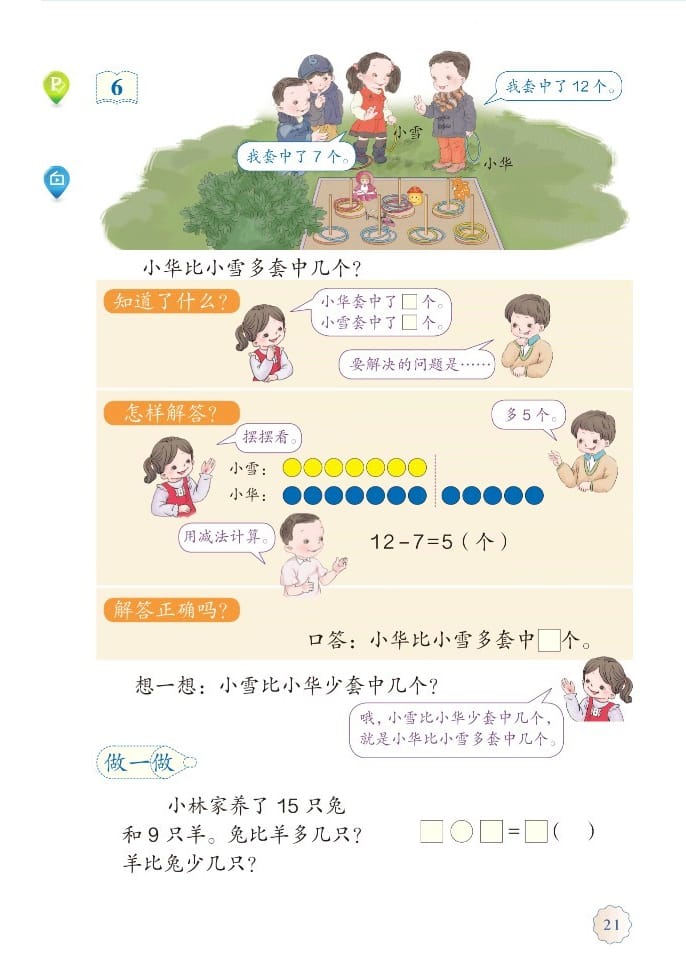 6
我套中了12个。
小雪
我套中了7个。
小华
小华比小雪多套中几个？
知道了什么？
小华套中了□个。
小雪套中了□个。
要解决的问题是……
怎样解答？
多5个。
摆摆看。
小雪：
小华：
用减法计算。
12-7=5（个）
解答正确吗？
口答：小华比小雪多套中□个。
想一想：小雪比小华少套中几个？
哦，小雪比小华少套中几个，
就是小华比小雪多套中几个。
做一做
小林家养了 15 只兔
和 9 只羊。兔比羊多几只？
羊比兔少几只？
□○□=□(　)
21